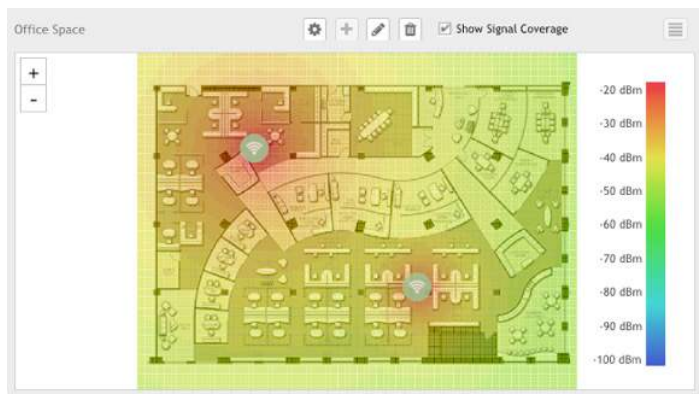 Office Space
Show Signal Coverage
+
-
-20 dBm
-30 dBm
-40 dBm
-50 dBm
-60 dBm
-70 dBm
-80 dBm
-90 dBm
-100 dBm